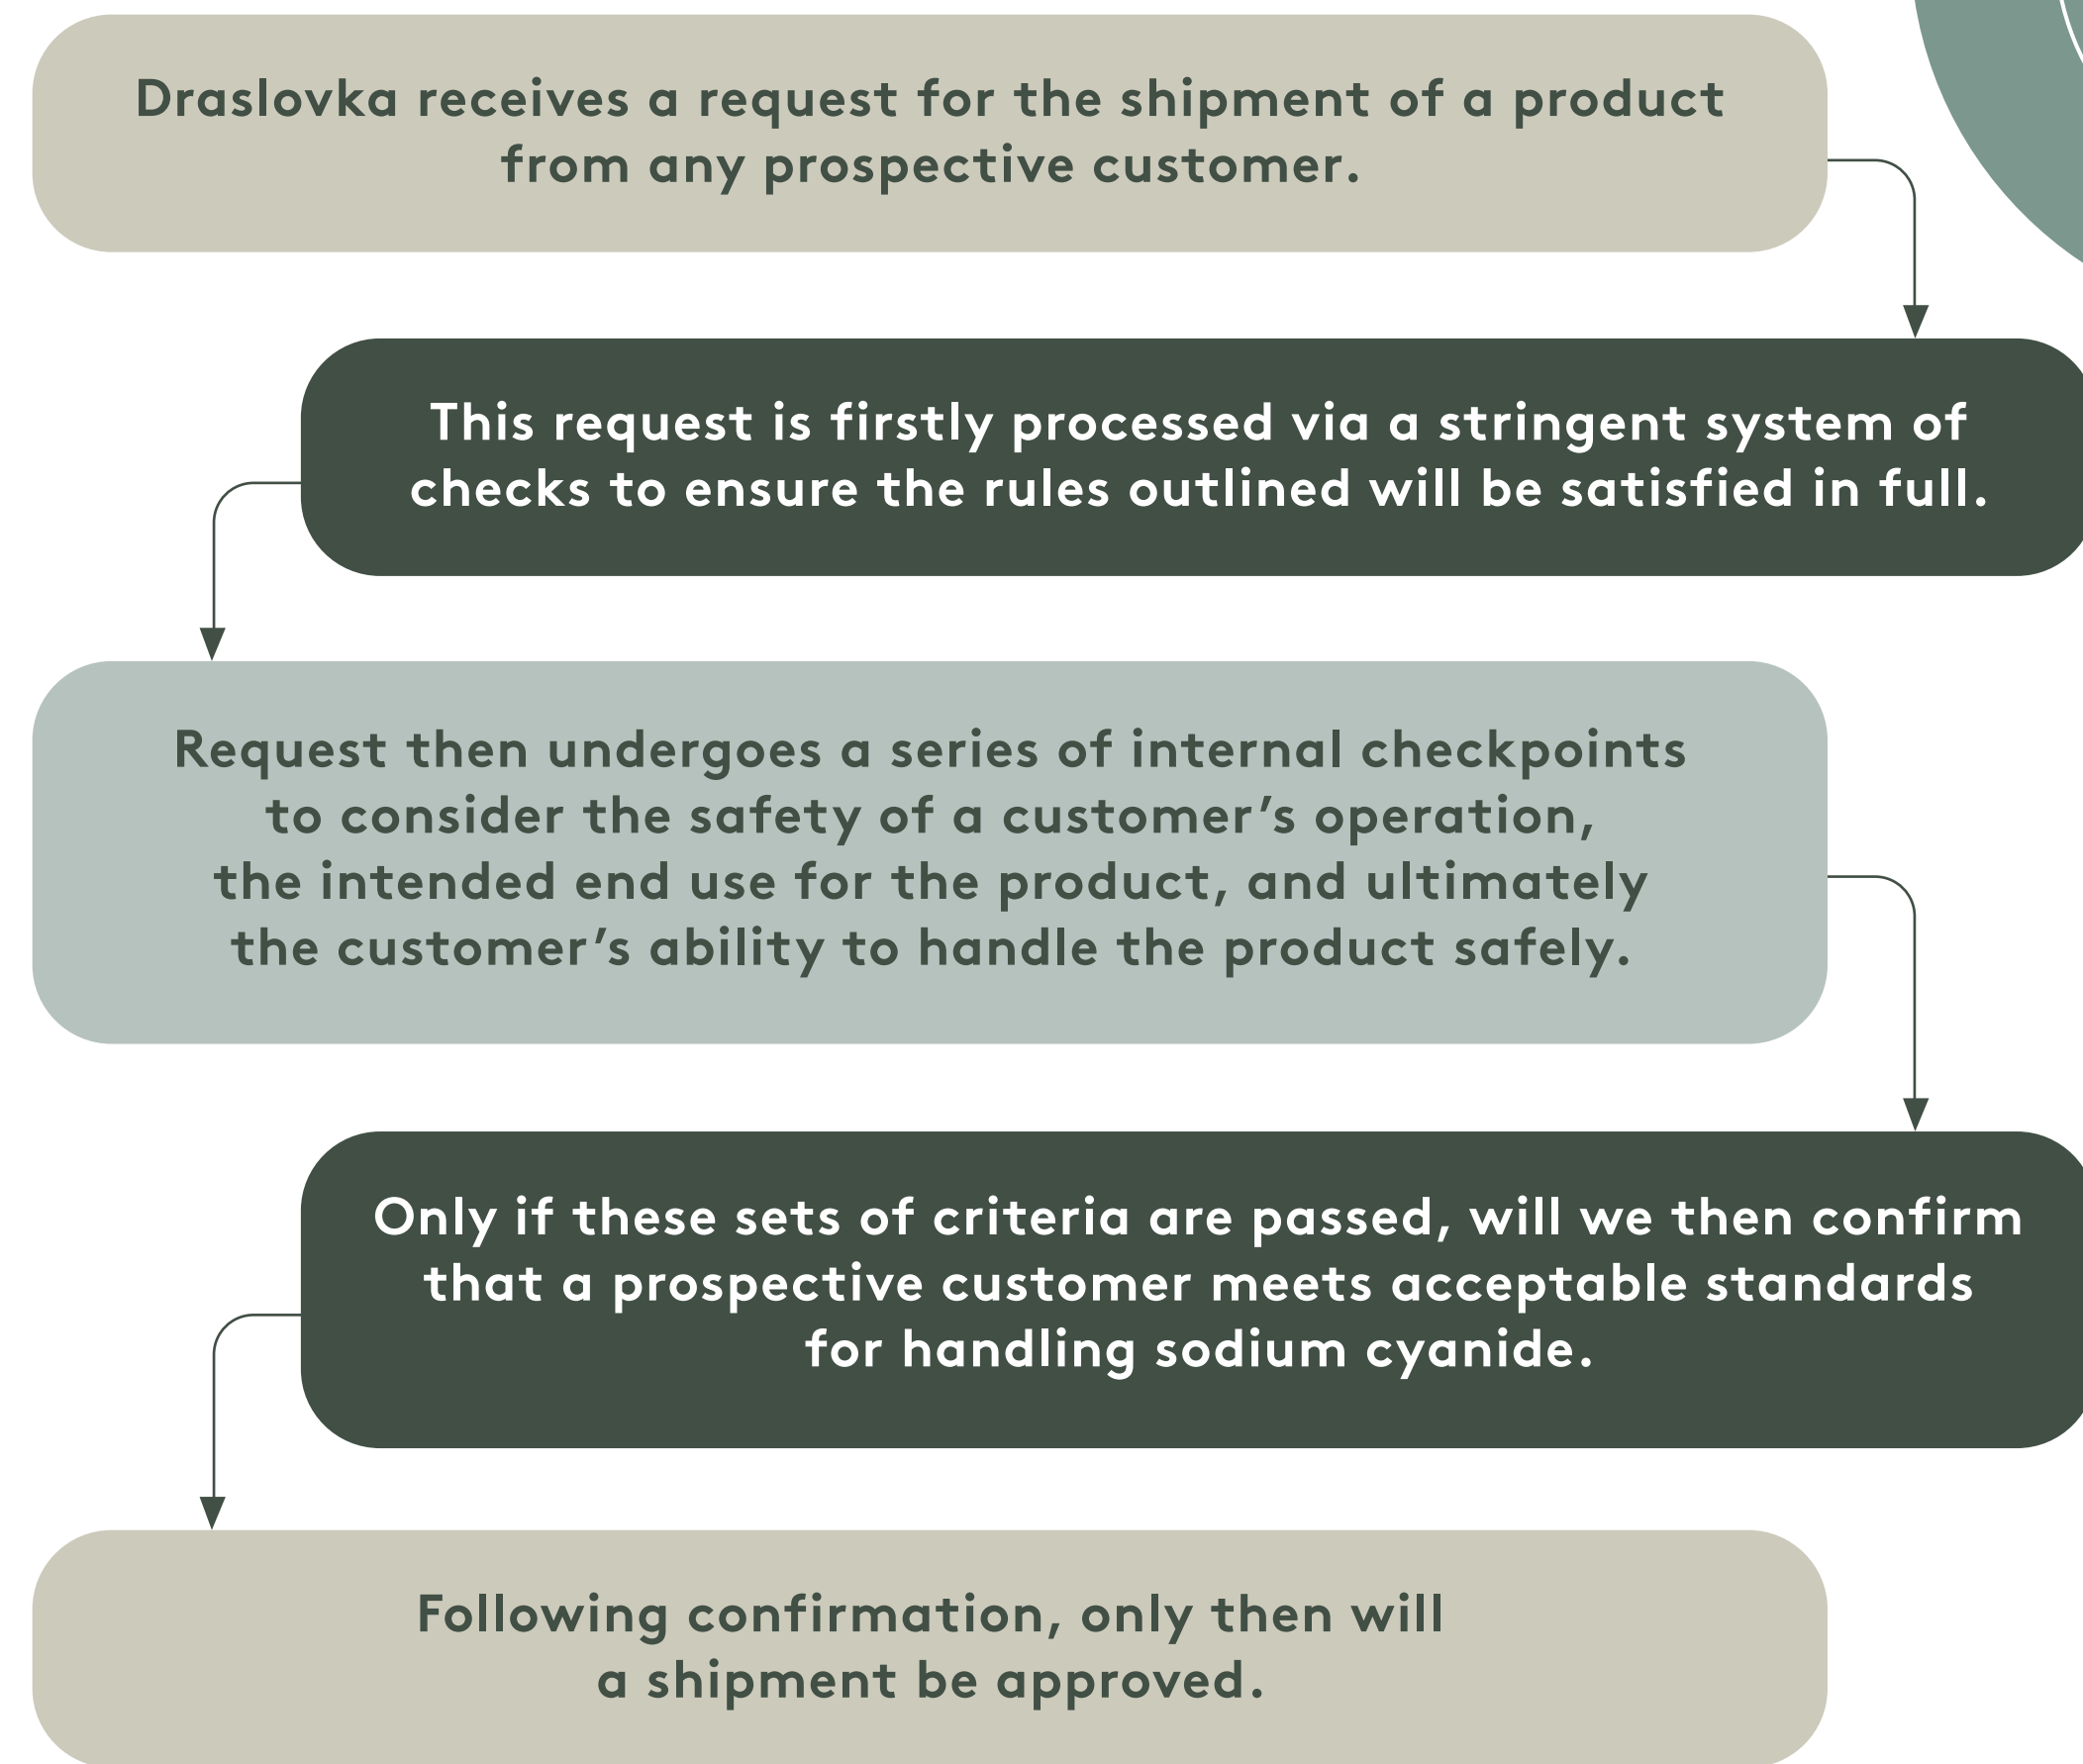 Draslovka receives a request for the shipment of a product
from any prospective customer.
This request is firstly processed via a stringent system of
checks to ensure the rules outlined will be satisfied in full.
Request then undergoes a series of internal checkpoints
to consider the safety of a customer’s operation,
the intended end use for the product, and ultimately
the customer’s ability to handle the product safely.
Only if these sets of criteria are passed, will we then confirm
that a prospective customer meets acceptable standards
for handling sodium cyanide.
Following confirmation, only then will
a shipment be approved.